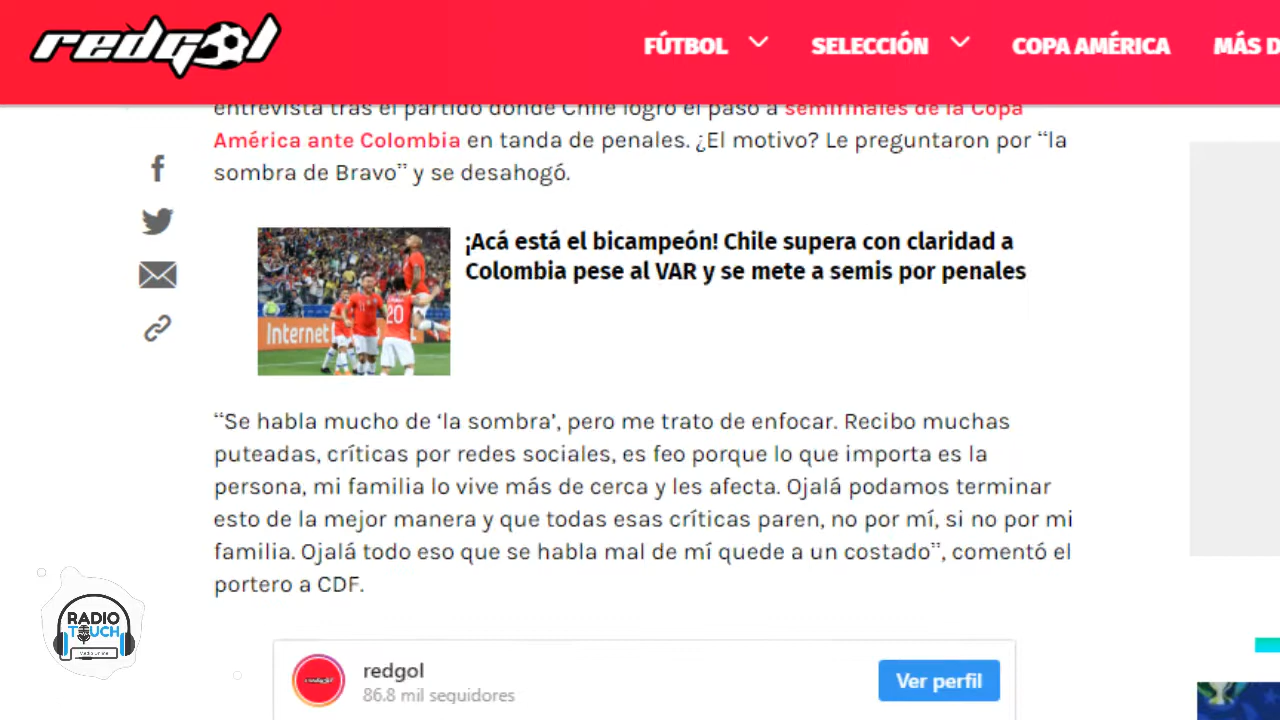 redgol
FÚTBOL
SELECCIÓN
COPA AMÉRICA
MÁS D
entrevista tras el partido donde Chile logró el paso a semifinales de la Copa
América ante Colombia en tanda de penales. ¿El motivo? Le preguntaron por “la
sombra de Bravo” y se desahogó.
¡Acá está el bicampeón! Chile supera con claridad a
Colombia pese al VAR y se mete a semis por penales
20
Internet
“Se habla mucho de ‘la sombra’, pero me trato de enfocar. Recibo muchas
puteadas, críticas por redes sociales, es feo porque lo que importa es la
persona, mi familia lo vive más de cerca y les afecta. Ojalá podamos terminar
esto de la mejor manera y que todas esas críticas paren, no por mí, si no por mi
familia. Ojalá todo eso que se habla mal de mí quede a un costado”, comentó el
portero a CDF.
RADIO
TOUCH
redgol
86.8 mil seguidores
Ver perfil